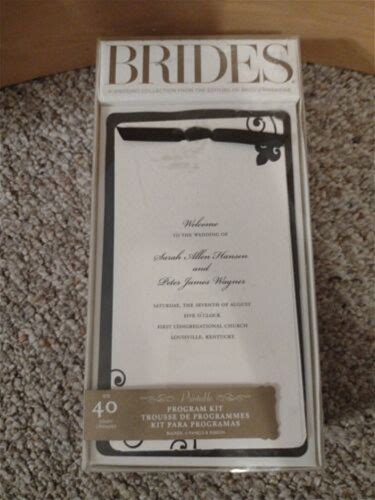 BRIDES
A WEDDING COLLECTION FROM THE EDITORS OF BRIDES MAGAZINE
Welcome
TO THE WEDDING OF
Sarah Allen Hansen
and
Peter James Wagner
SATURDAY, THE SEVENTH OF AUGUST
FIVE O'CLOCK
FIRST CONGREGATIONAL CHURCH
LOUISVILLE, KENTUCKY
40
Printable
PROGRAM KIT
TROUSSE DE PROGRAMMES
KIT PARA PROGRAMAS